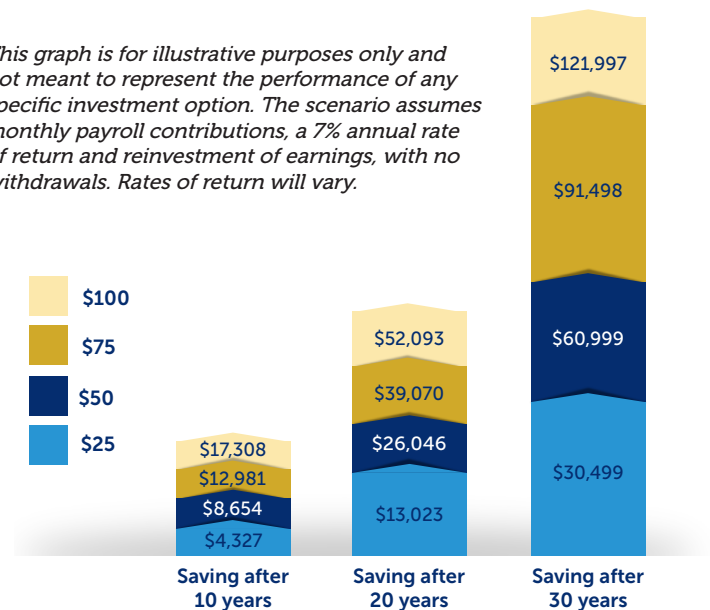 his graph is for illustrative purposes only and
ot meant to represent the performance of any
pecific investment option. The scenario assumes
onthly payroll contributions, a 7% annual rate
f return and reinvestment of earnings, with no
ithdrawals. Rates of return will vary.
$100
$75
$50
$25
$17,308
$12,981
$8,654
$4,327
Saving after
10 years
$52,093
$39,070
$26,046
$13,023
Saving after
20 years
$121,997
$91,498
$60,999
$30,499
Saving after
30 years